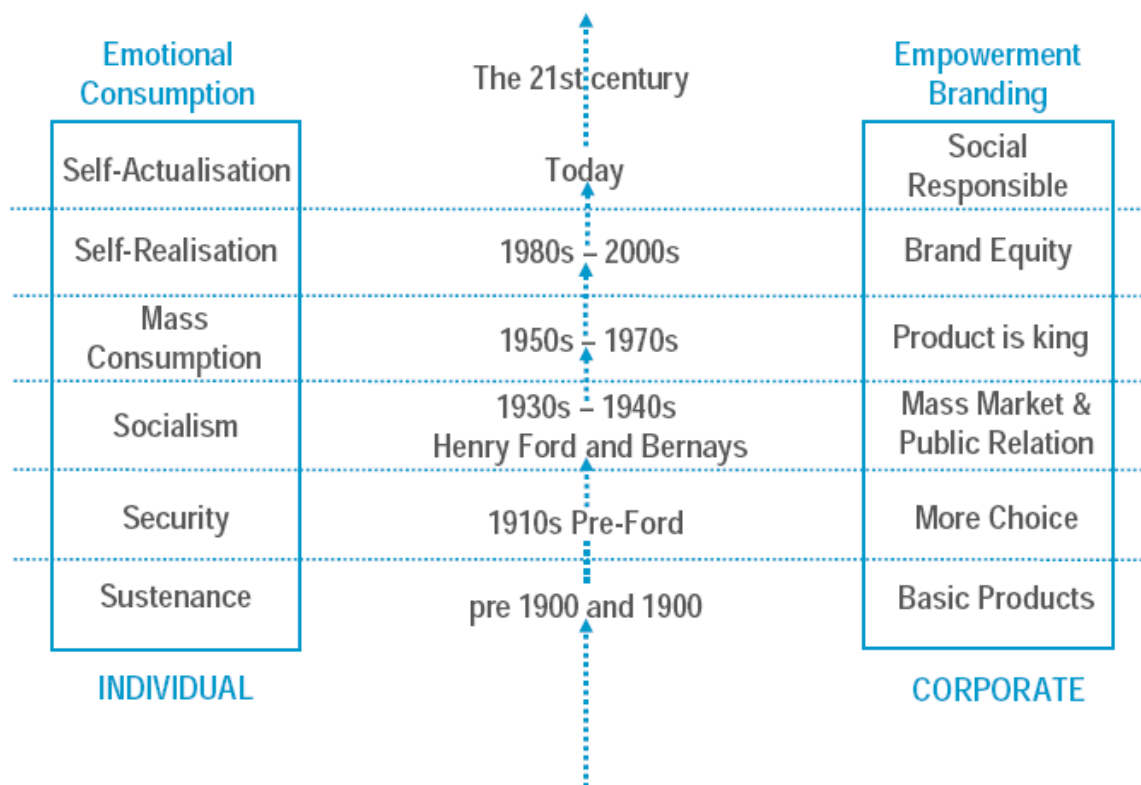 Emotional
Consumption
The 21st century
Empowerment
Branding
Self-Actualisation
Today
Social
Responsible
Self-Realisation
1980s – 2000s
Brand Equity
Mass
Consumption
1950s – 1970s
Product is king
Socialism
1930s – 1940s
Henry Ford and Bernays
Mass Market &
Public Relation
Security
1910s Pre-Ford
More Choice
Sustenance
pre 1900 and 1900
Basic Products
INDIVIDUAL
CORPORATE